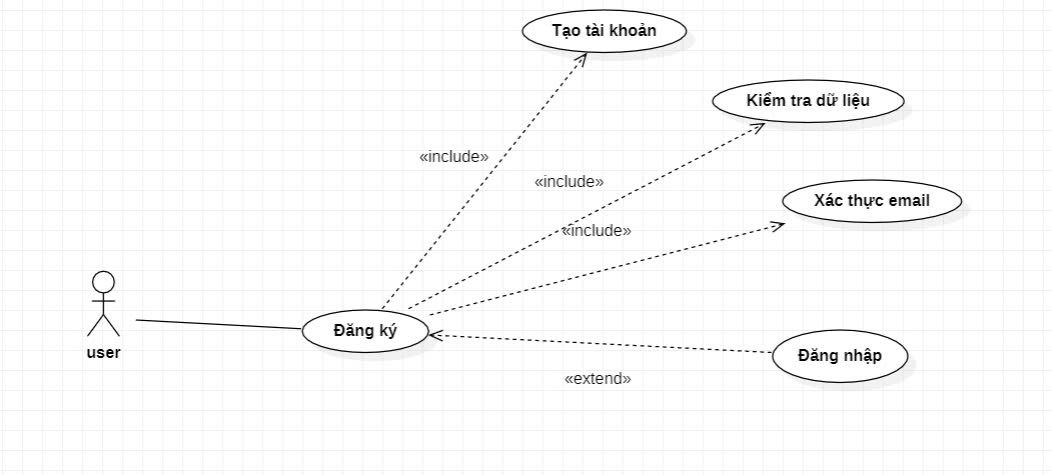 Tạo tài khoản
Kiểm tra dữ liệu
«include»
«include»
Xác thực email
«include»
Đăng ký
user
Đăng nhập
«extend»